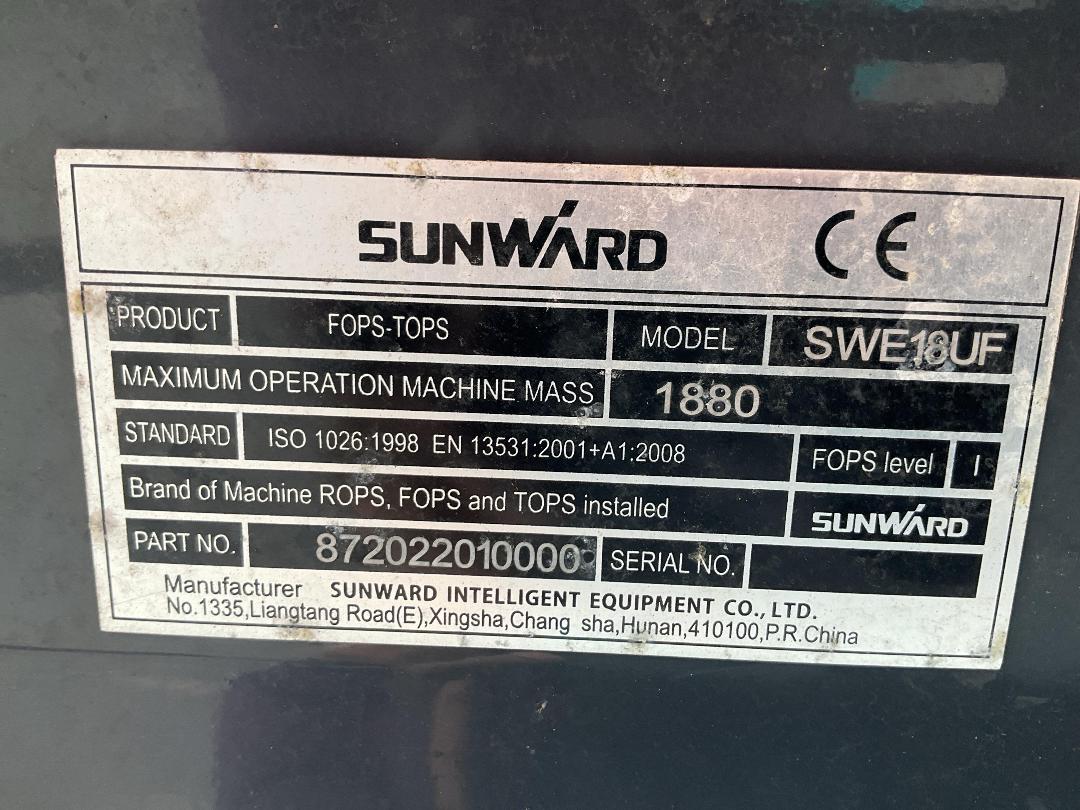 SUNWARD CE
PRODUCT FOPS-TOPS MODEL SWE18UF
MAXIMUM OPERATION MACHINE MASS 1880
STANDARD ISO 1026:1998 EN 13531:2001+A1:2008 FOPS level I
Brand of Machine ROPS, FOPS and TOPS installed SUNWARD
PART NO. 872022010000 SERIAL NO.
Manufacturer SUNWARD INTELLIGENT EQUIPMENT CO., LTD.
No.1335,Liangtang Road(E),Xingsha,Chang sha,Hunan,410100,P.R.China